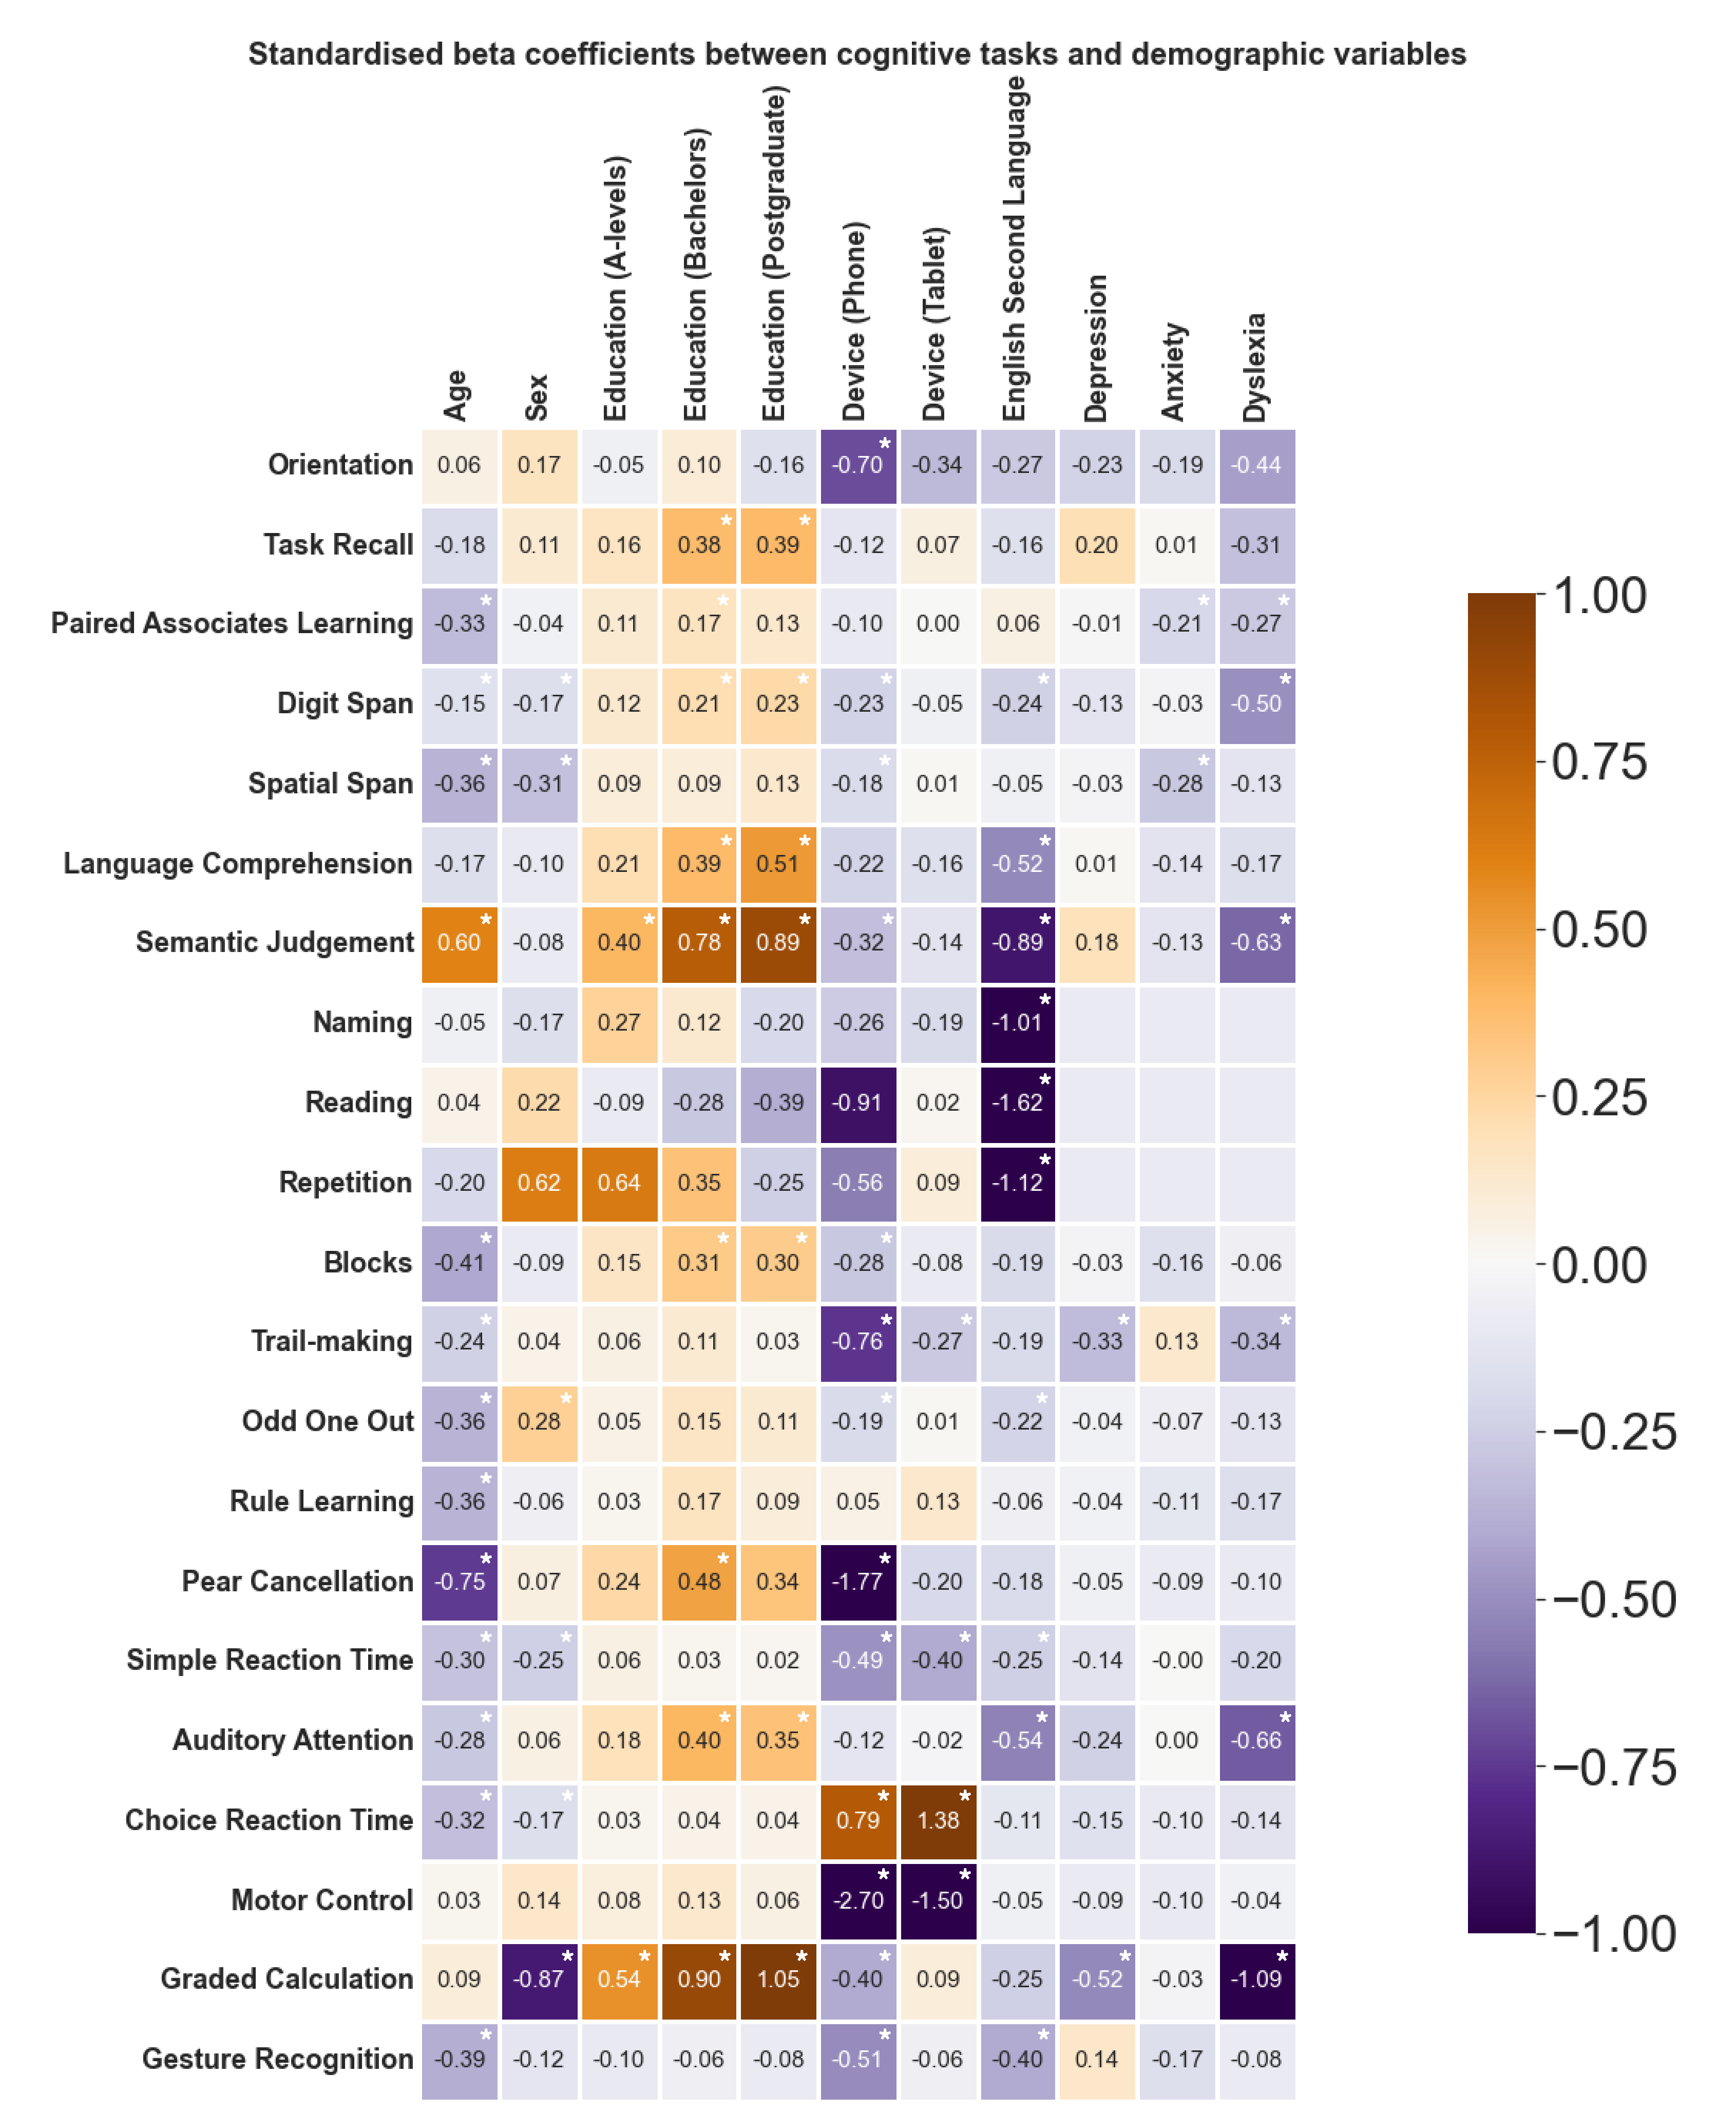 Standardised beta coefficients between cognitive tasks and demographic variables
Age
Sex
Education (A-levels)
Education (Bachelors)
Education (Postgraduate)
Device (Phone)
Device (Tablet)
English Second Language
Depression
Anxiety
Dyslexia
Orientation 0.06 0.17 -0.05 0.10 -0.16 -0.70* -0.34 -0.27 -0.23 -0.19 -0.44
Task Recall -0.18 0.11 0.16 0.38* 0.39* -0.12 0.07 -0.16 0.20 0.01 -0.31
Paired Associates Learning -0.33* -0.04 0.11 0.17* 0.13 -0.10 0.00 0.06 -0.01 -0.21* -0.27*
Digit Span -0.15* -0.17* 0.12 0.21* 0.23* -0.23* -0.05 -0.24* -0.13 -0.03 -0.50*
Spatial Span -0.36* -0.31* 0.09 0.09 0.13 -0.18* 0.01 -0.05 -0.03 -0.28* -0.13
Language Comprehension -0.17 -0.10 0.21 0.39* 0.51* -0.22 -0.16 -0.52* 0.01 -0.14 -0.17
Semantic Judgement 0.60* -0.08 0.40* 0.78* 0.89* -0.32* -0.14 -0.89* 0.18 -0.13 -0.63*
Naming -0.05 -0.17 0.27 0.12 -0.20 -0.26 -0.19 -1.01*
Reading 0.04 0.22 -0.09 -0.28 -0.39 -0.91 0.02 -1.62*
Repetition -0.20 0.62 0.64 0.35 -0.25 -0.56 0.09 -1.12*
Blocks -0.41* -0.09 0.15 0.31* 0.30* -0.28* -0.08 -0.19 -0.03 -0.16 -0.06
Trail-making -0.24* 0.04 0.06 0.11 0.03 -0.76* -0.27* -0.19 -0.33* 0.13 -0.34*
Odd One Out -0.36* 0.28* 0.05 0.15 0.11 -0.19* 0.01 -0.22* -0.04 -0.07 -0.13
Rule Learning -0.36* -0.06 0.03 0.17 0.09 0.05 0.13 -0.06 -0.04 -0.11 -0.17
Pear Cancellation -0.75* 0.07 0.24 0.48* 0.34 -1.77* -0.20 -0.18 -0.05 -0.09 -0.10
Simple Reaction Time -0.30* -0.25* 0.06 0.03 0.02 -0.49* -0.40* -0.25* -0.14 -0.00 -0.20
Auditory Attention -0.28* 0.06 0.18 0.40* 0.35* -0.12 -0.02 -0.54* -0.24 0.00 -0.66*
Choice Reaction Time -0.32* -0.17* 0.03 0.04 0.04 0.79* 1.38* -0.11 -0.15 -0.10 -0.14
Motor Control 0.03 0.14 0.08 0.13 0.06 -2.70* -1.50* -0.05 -0.09 -0.10 -0.04
Graded Calculation 0.09 -0.87* 0.54* 0.90* 1.05* -0.40* 0.09 -0.25 -0.52* -0.03 -1.09*
Gesture Recognition -0.39* -0.12 -0.10 -0.06 -0.08 -0.51* -0.06 -0.40* 0.14 -0.17 -0.08
1.00
0.75
0.50
0.25
0.00
−0.25
−0.50
−0.75
−1.00